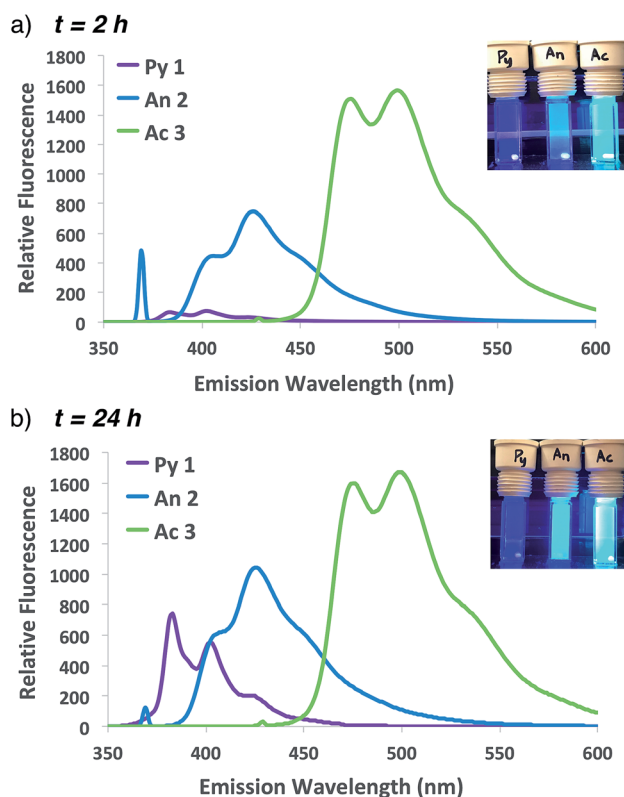 a) t = 2 h
1800
1600
1400
1200
1000
800
600
400
200
0
Relative Fluorescence
Py 1
An 2
Ac 3
Py An Ac
350 400 450 500 550 600
Emission Wavelength (nm)
b) t = 24 h
1800
1600
1400
1200
1000
800
600
400
200
0
Relative Fluorescence
Py 1
An 2
Ac 3
Py An Ac
350 400 450 500 550 600
Emission Wavelength (nm)